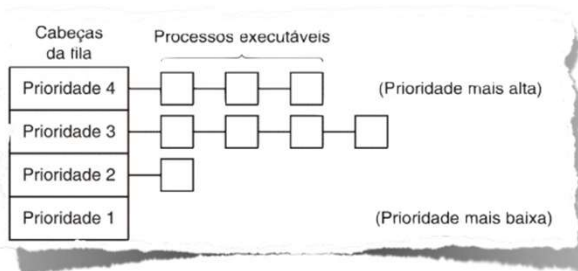 Cabeças
da fila
Processos executáveis
Prioridade 4
(Prioridade mais alta)
Prioridade 3
Prioridade 2
Prioridade 1
(Prioridade mais baixa)